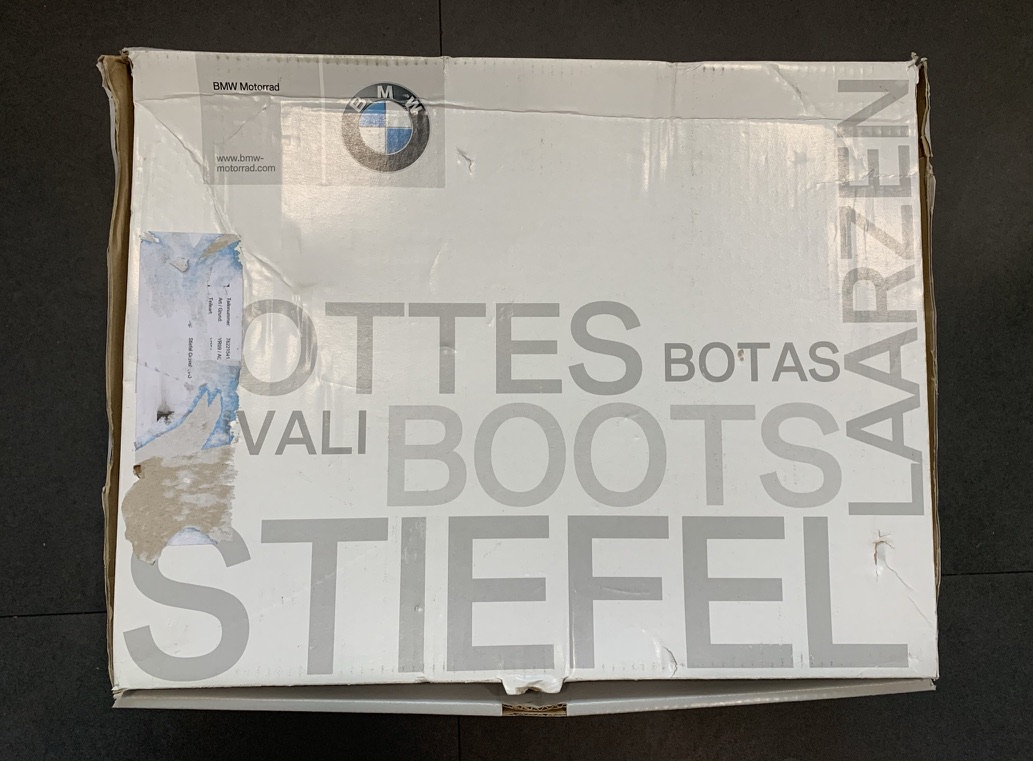 BMW Motorrad
BMW
www.bmw-
motorrad.com
OTTES
BOTAS
VALI
BOOTS
STIEFEL
LAARZEN